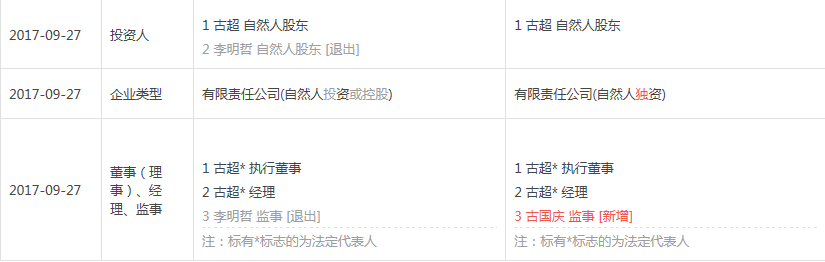 2017-09-27 投资人 1 古超 自然人股东 1 古超 自然人股东
2 李明哲 自然人股东 [退出]
2017-09-27 企业类型 有限责任公司(自然人投资或控股) 有限责任公司(自然人独资)
2017-09-27
董事（理
事）、经
理、监事
1 古超* 执行董事
2 古超* 经理
3 李明哲 监事 [退出]
注：标有*标志的为法定代表人
1 古超* 执行董事
2 古超* 经理
3 古国庆 监事 [新增]
注：标有*标志的为法定代表人